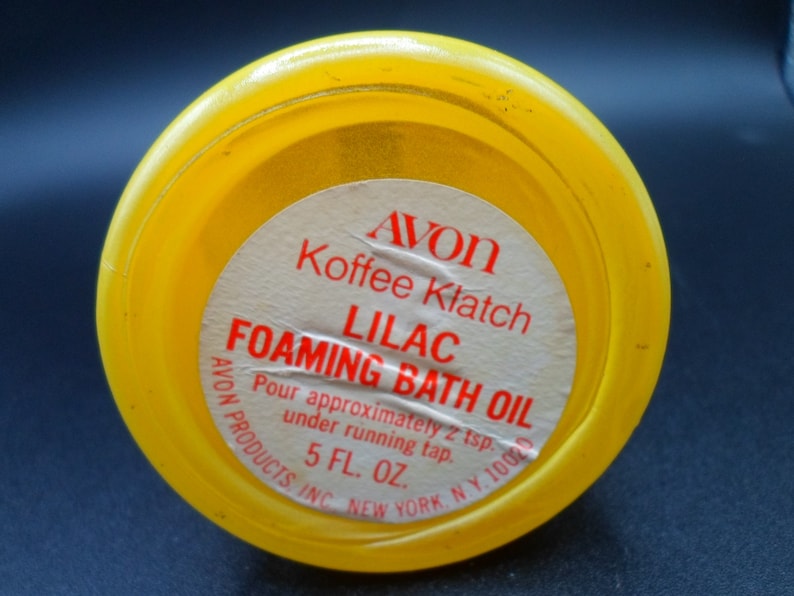 AVON
Koffee Klatch
LILAC
FOAMING BATH OIL
Pour approximately 2 tsp.
under running tap.
5 FL. OZ.
AVON PRODUCTS, INC. NEW YORK, N.Y. 10020